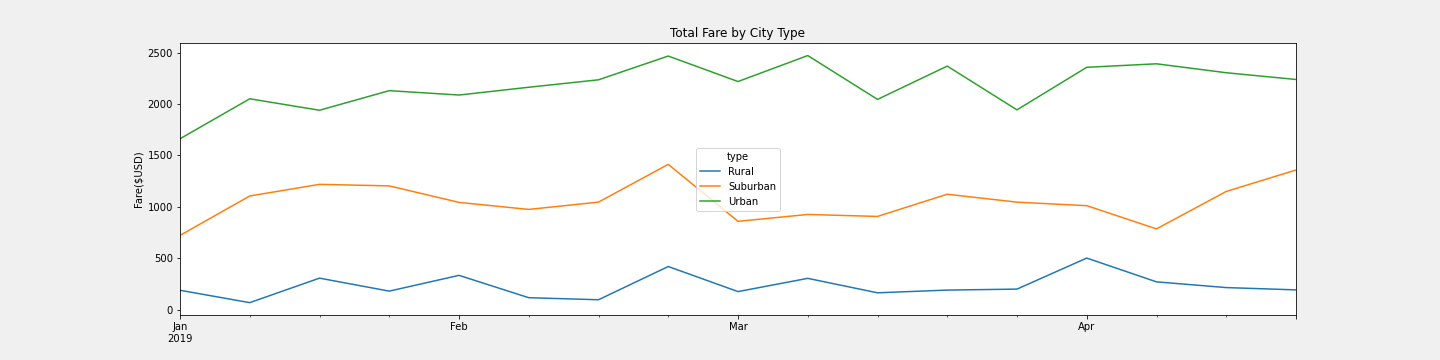 Total Fare by City Type
Fare($USD)
2500
2000
1500
1000
500
0
type
Rural
Suburban
Urban
Jan
2019
Feb
Mar
Apr